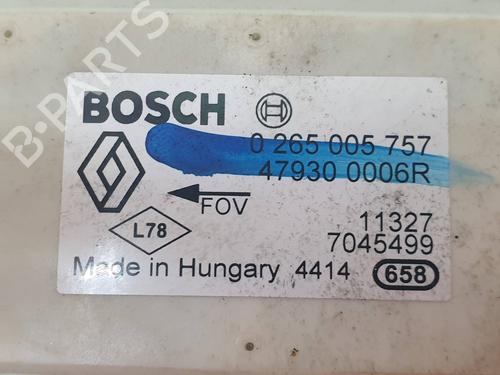 B-PARTS
BOSCH
0 265 005 757
47930 0006R
FOV
L78
11327
7045499
Made in Hungary 4414 658